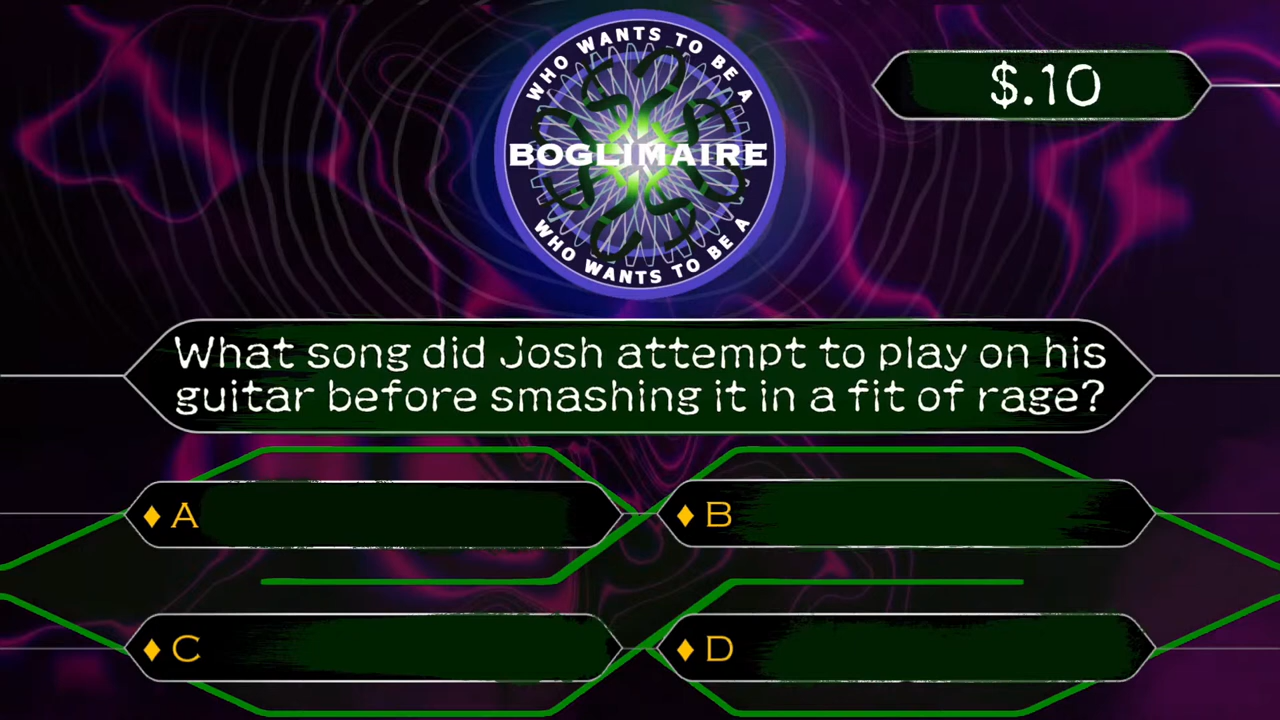 WHO WANTS TO BE A
BOGLIMAIRE
WHO WANTS TO BE A
$.10
What song did Josh attempt to play on his
guitar before smashing it in a fit of rage?
A
B
C
D